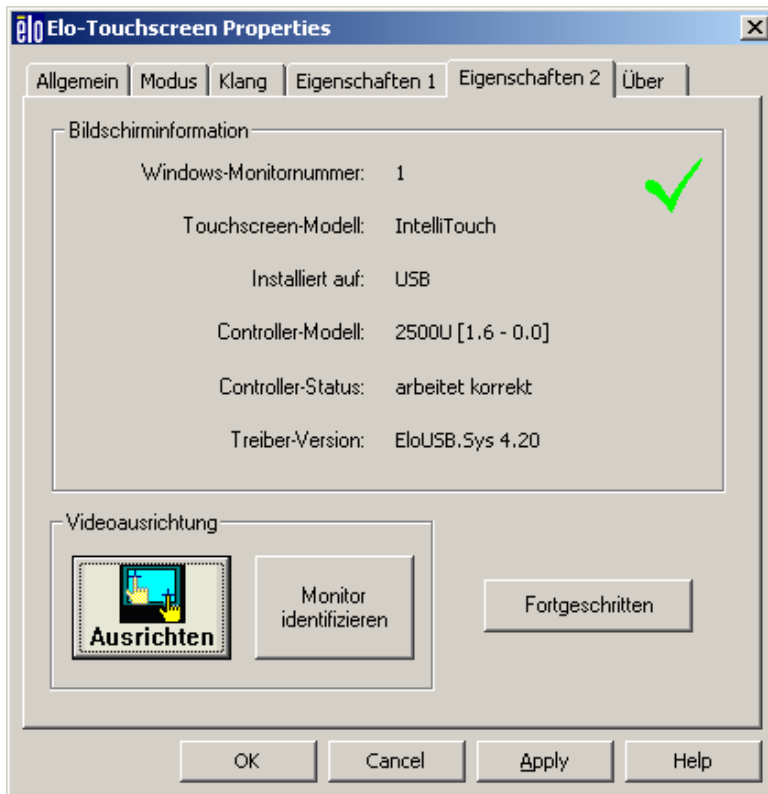 elo Elo-Touchscreen Properties
Allgemein Modus Klang Eigenschaften 1 Eigenschaften 2 Über
Bildschirminformation
Windows-Monitornummer: 1
Touchscreen-Modell: IntelliTouch
Installiert auf: USB
Controller-Modell: 2500U [1.6 - 0.0]
Controller-Status: arbeitet korrekt
Treiber-Version: EloUSB.Sys 4.20
Videoausrichtung
Ausrichten
Monitor
identifizieren
Fortgeschritten
OK Cancel Apply Help